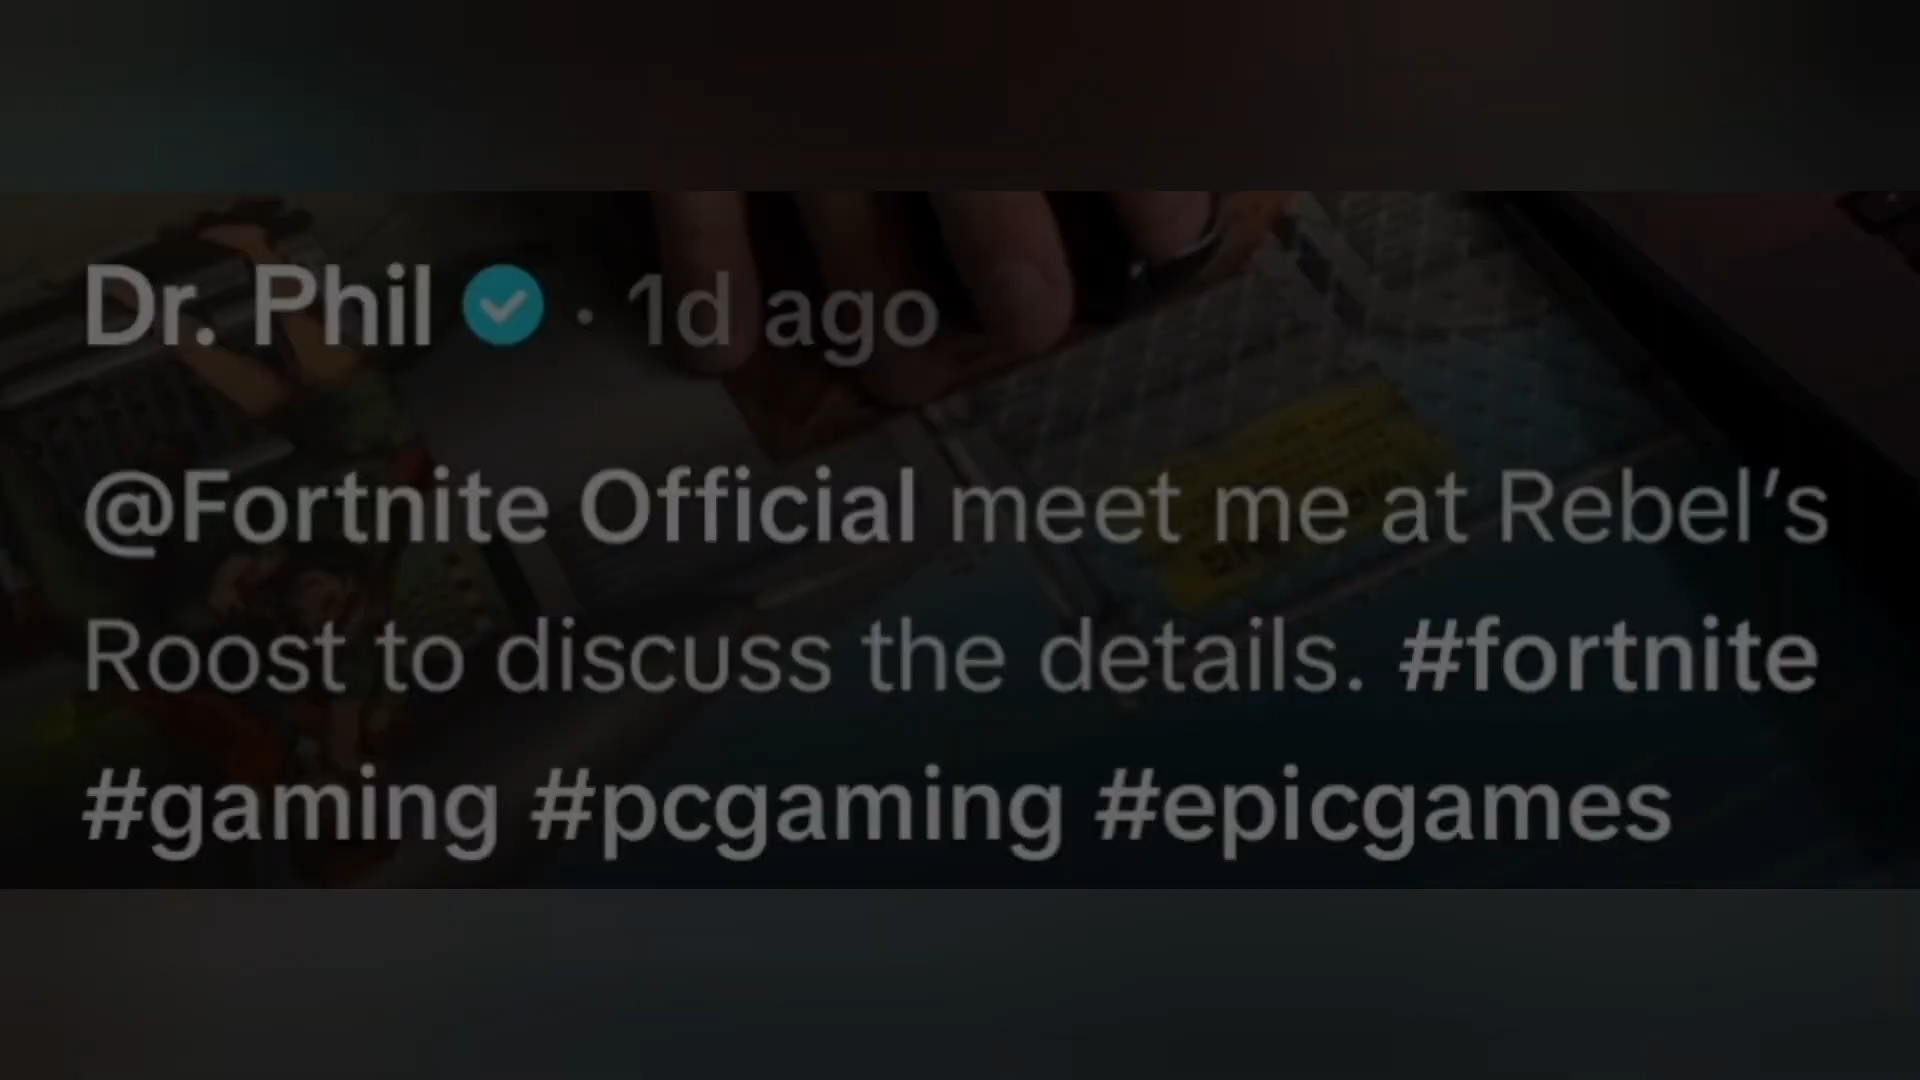 Dr. Phil · 1d ago
@Fortnite Official meet me at Rebel's
Roost to discuss the details. #fortnite
#gaming #pcgaming #epicgames